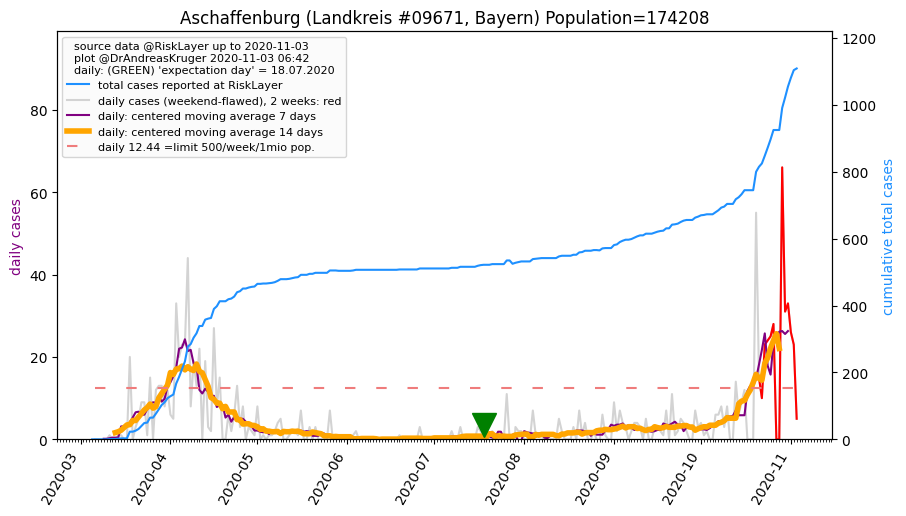 Aschaffenburg (Landkreis #09671, Bayern) Population=174208
source data @RiskLayer up to 2020-11-03
plot @DrAndreasKruger 2020-11-03 06:42
daily: (GREEN) 'expectation day' = 18.07.2020
total cases reported at RiskLayer
daily cases (weekend-flawed), 2 weeks: red
daily: centered moving average 7 days
daily: centered moving average 14 days
daily 12.44 =limit 500/week/1mio pop.
daily cases
80
60
40
20
0
cumulative total cases
1200
1000
800
600
400
200
0
2020-03
2020-04
2020-05
2020-06
2020-07
2020-08
2020-09
2020-10
2020-11